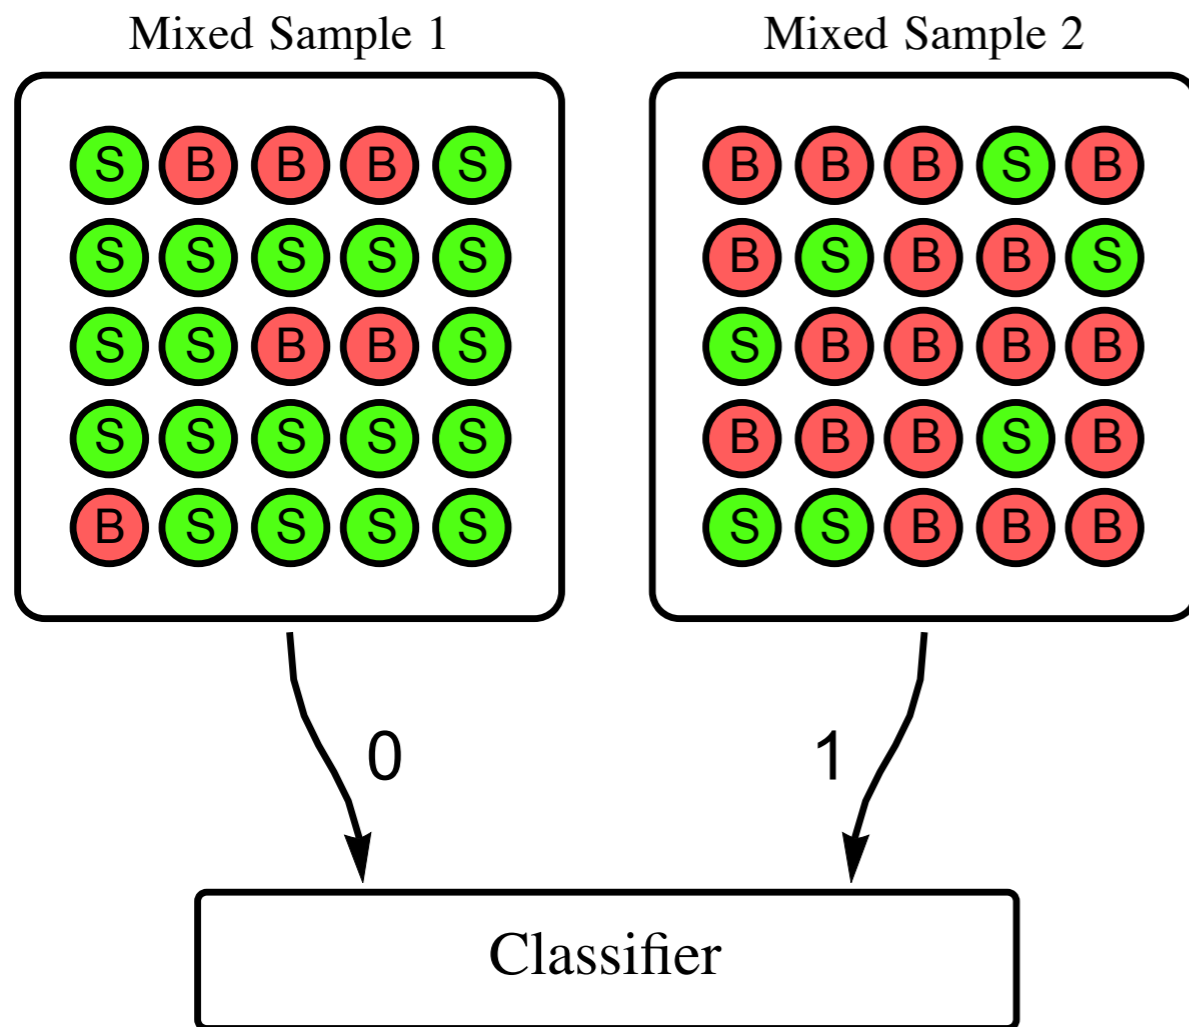 Mixed Sample 1
S B B B S
S S S S S
S S B B S
S S S S S
B S S S S
Mixed Sample 2
B B B S B
B S B B S
S B B B B
B B B S B
S S B B B
0
1
Classifier